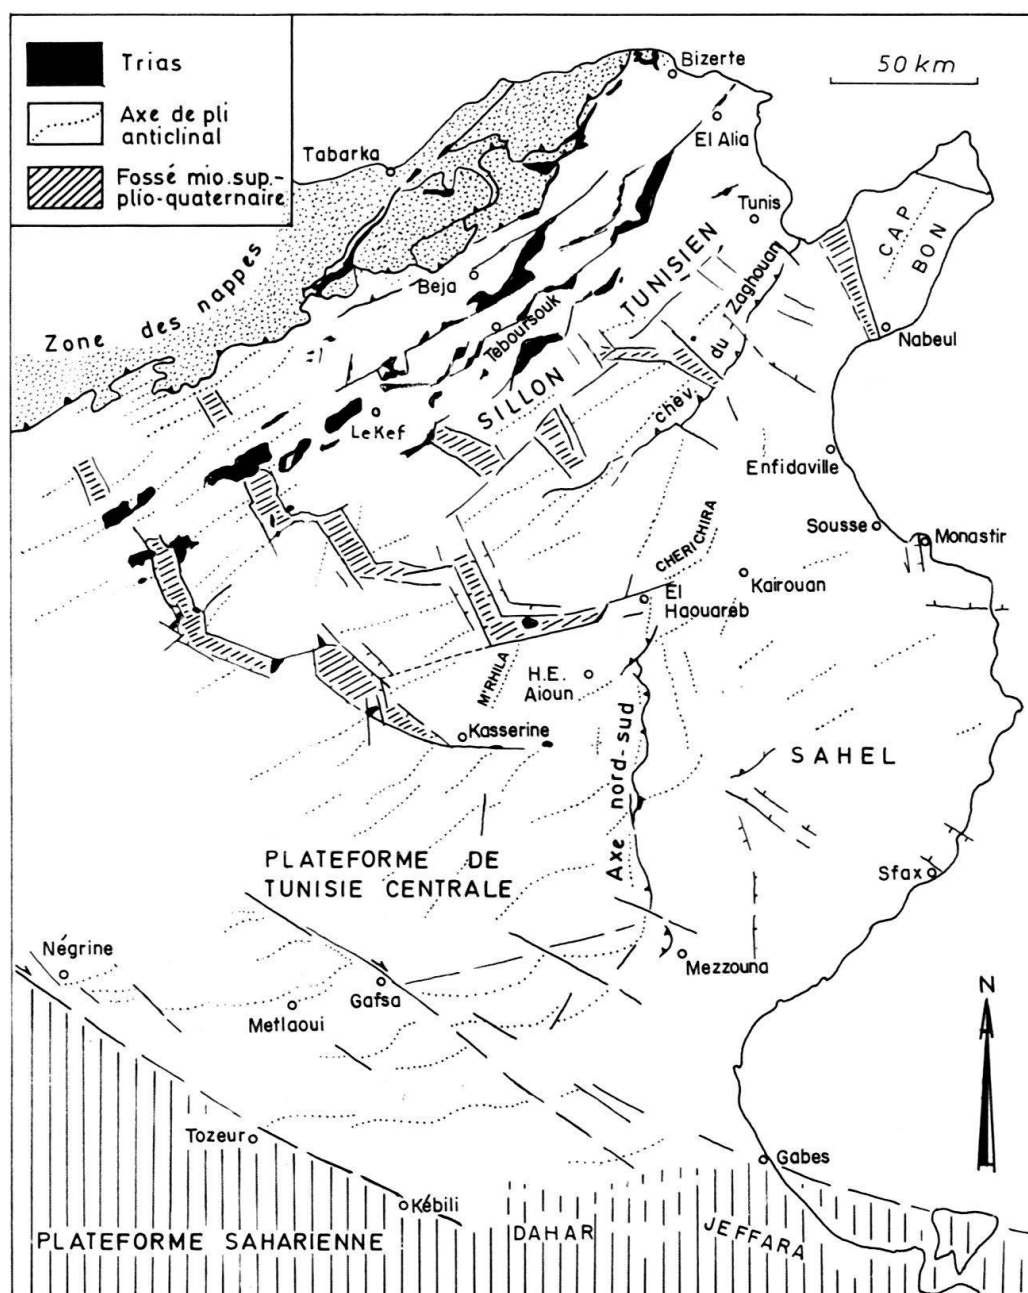 Trias
Axe de pli
anticlinal
Fossé mio.sup.-
plio-quaternaire
50 km
Bizerte
El Alia
Tabarka
Tunis
CAP
BON
Zone des nappes
Beja
Teboursouk
SILLON TUNISIEN
chev. du Zaghouan
Nabeul
Le Kef
Enfidaville
Sousse
Monastir
CHERICHIRA
Kairouan
El
Haouareb
M'RHILA
H.E.
Aioun
Kasserine
Axe nord-sud
SAHEL
PLATEFORME DE
TUNISIE CENTRALE
Sfax
Négrine
Mezzouna
Gafsa
Metlaoui
N
Tozeur
Gabes
Kébili
PLATEFORME SAHARIENNE
DAHAR
JEFFARA